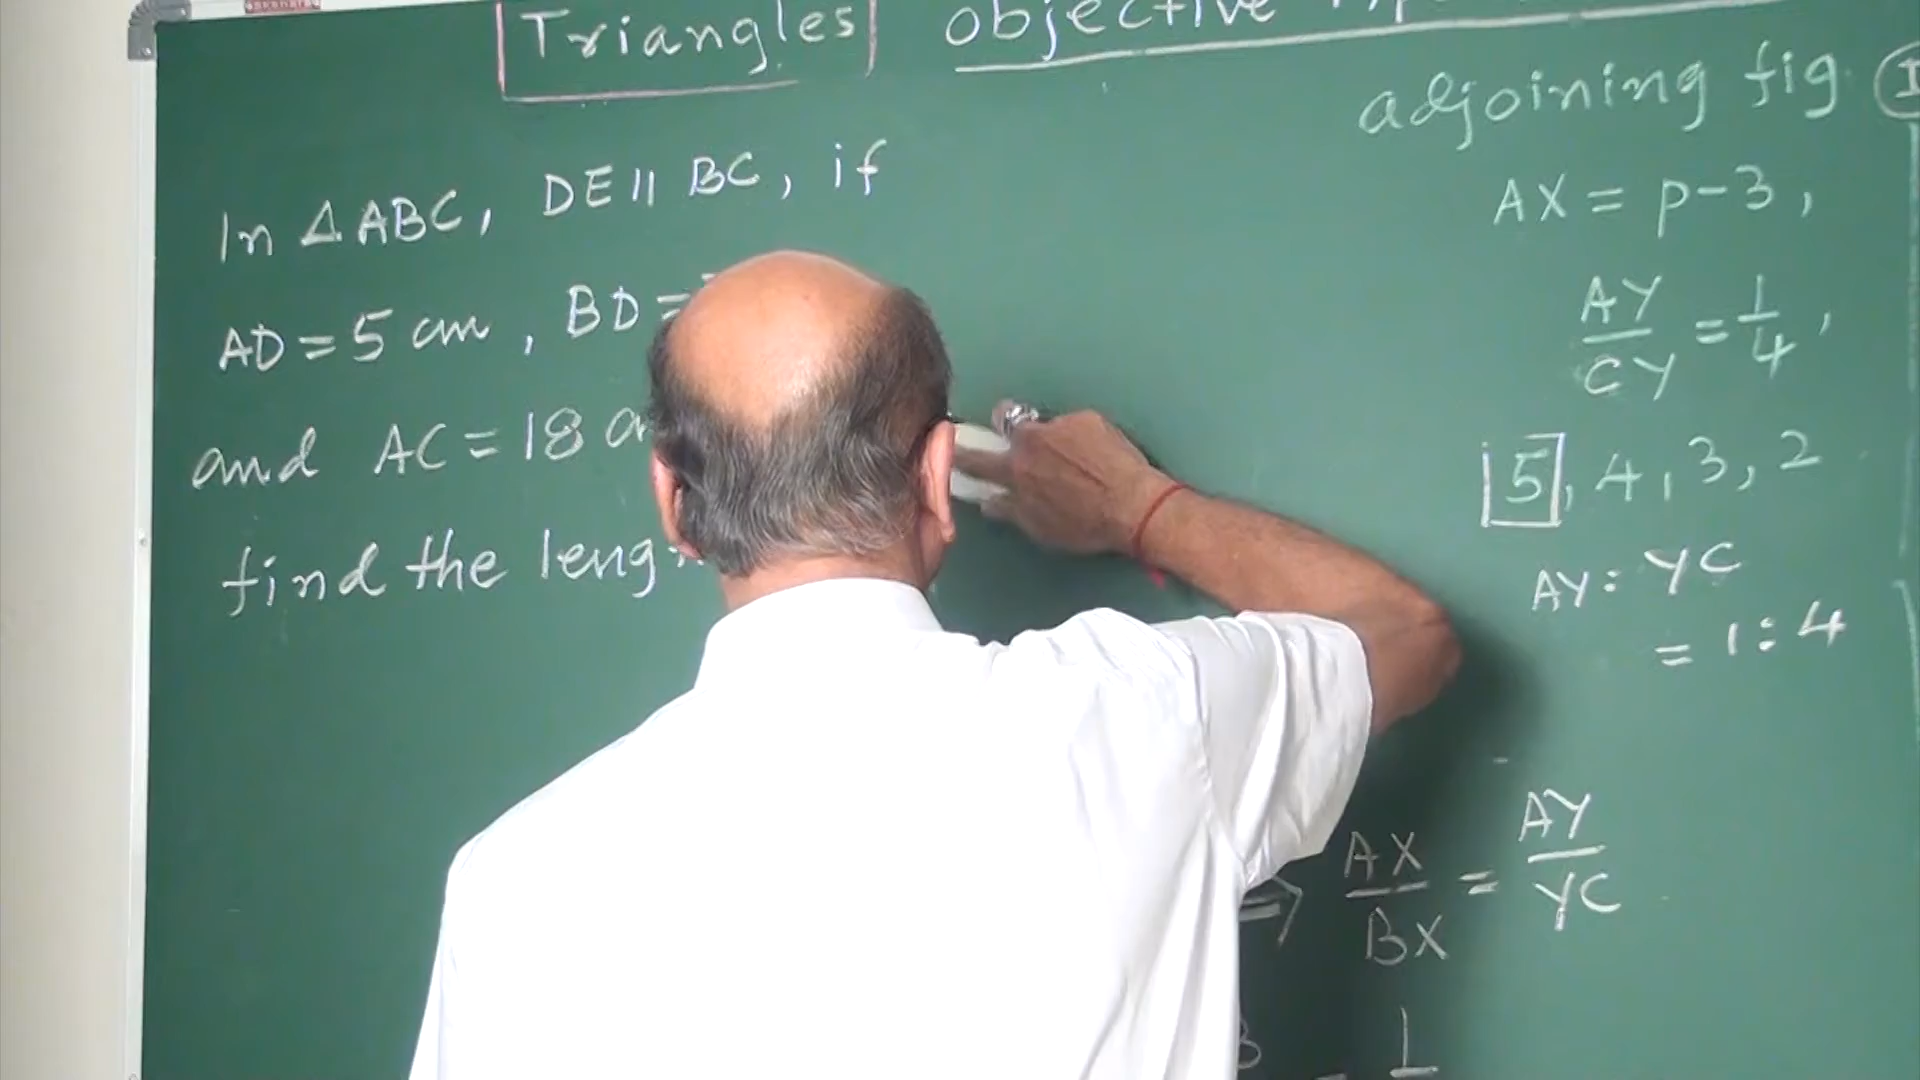 Triangles
objective
In △ABC, DE || BC, if
AD = 5 cm, BD =
and AC = 18
find the leng
adjoining fig
AX = p-3,
AY/CY = 1/4,
5, 4, 3, 2
AY : YC
= 1 : 4
⇒ AX/BX = AY/YC
1